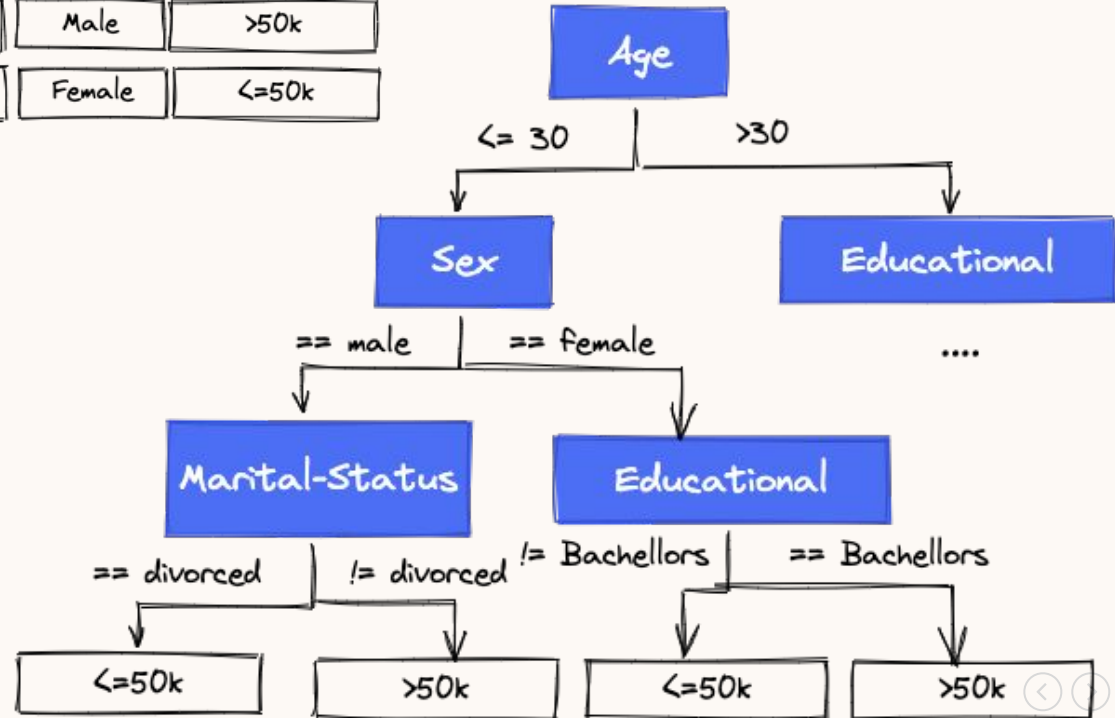 Male >50k
Female <=50k
Age
<= 30 >30
Sex Educational
== male == female
....
Marital-Status Educational
== divorced != divorced != Bachellors == Bachellors
<=50k >50k <=50k >50k